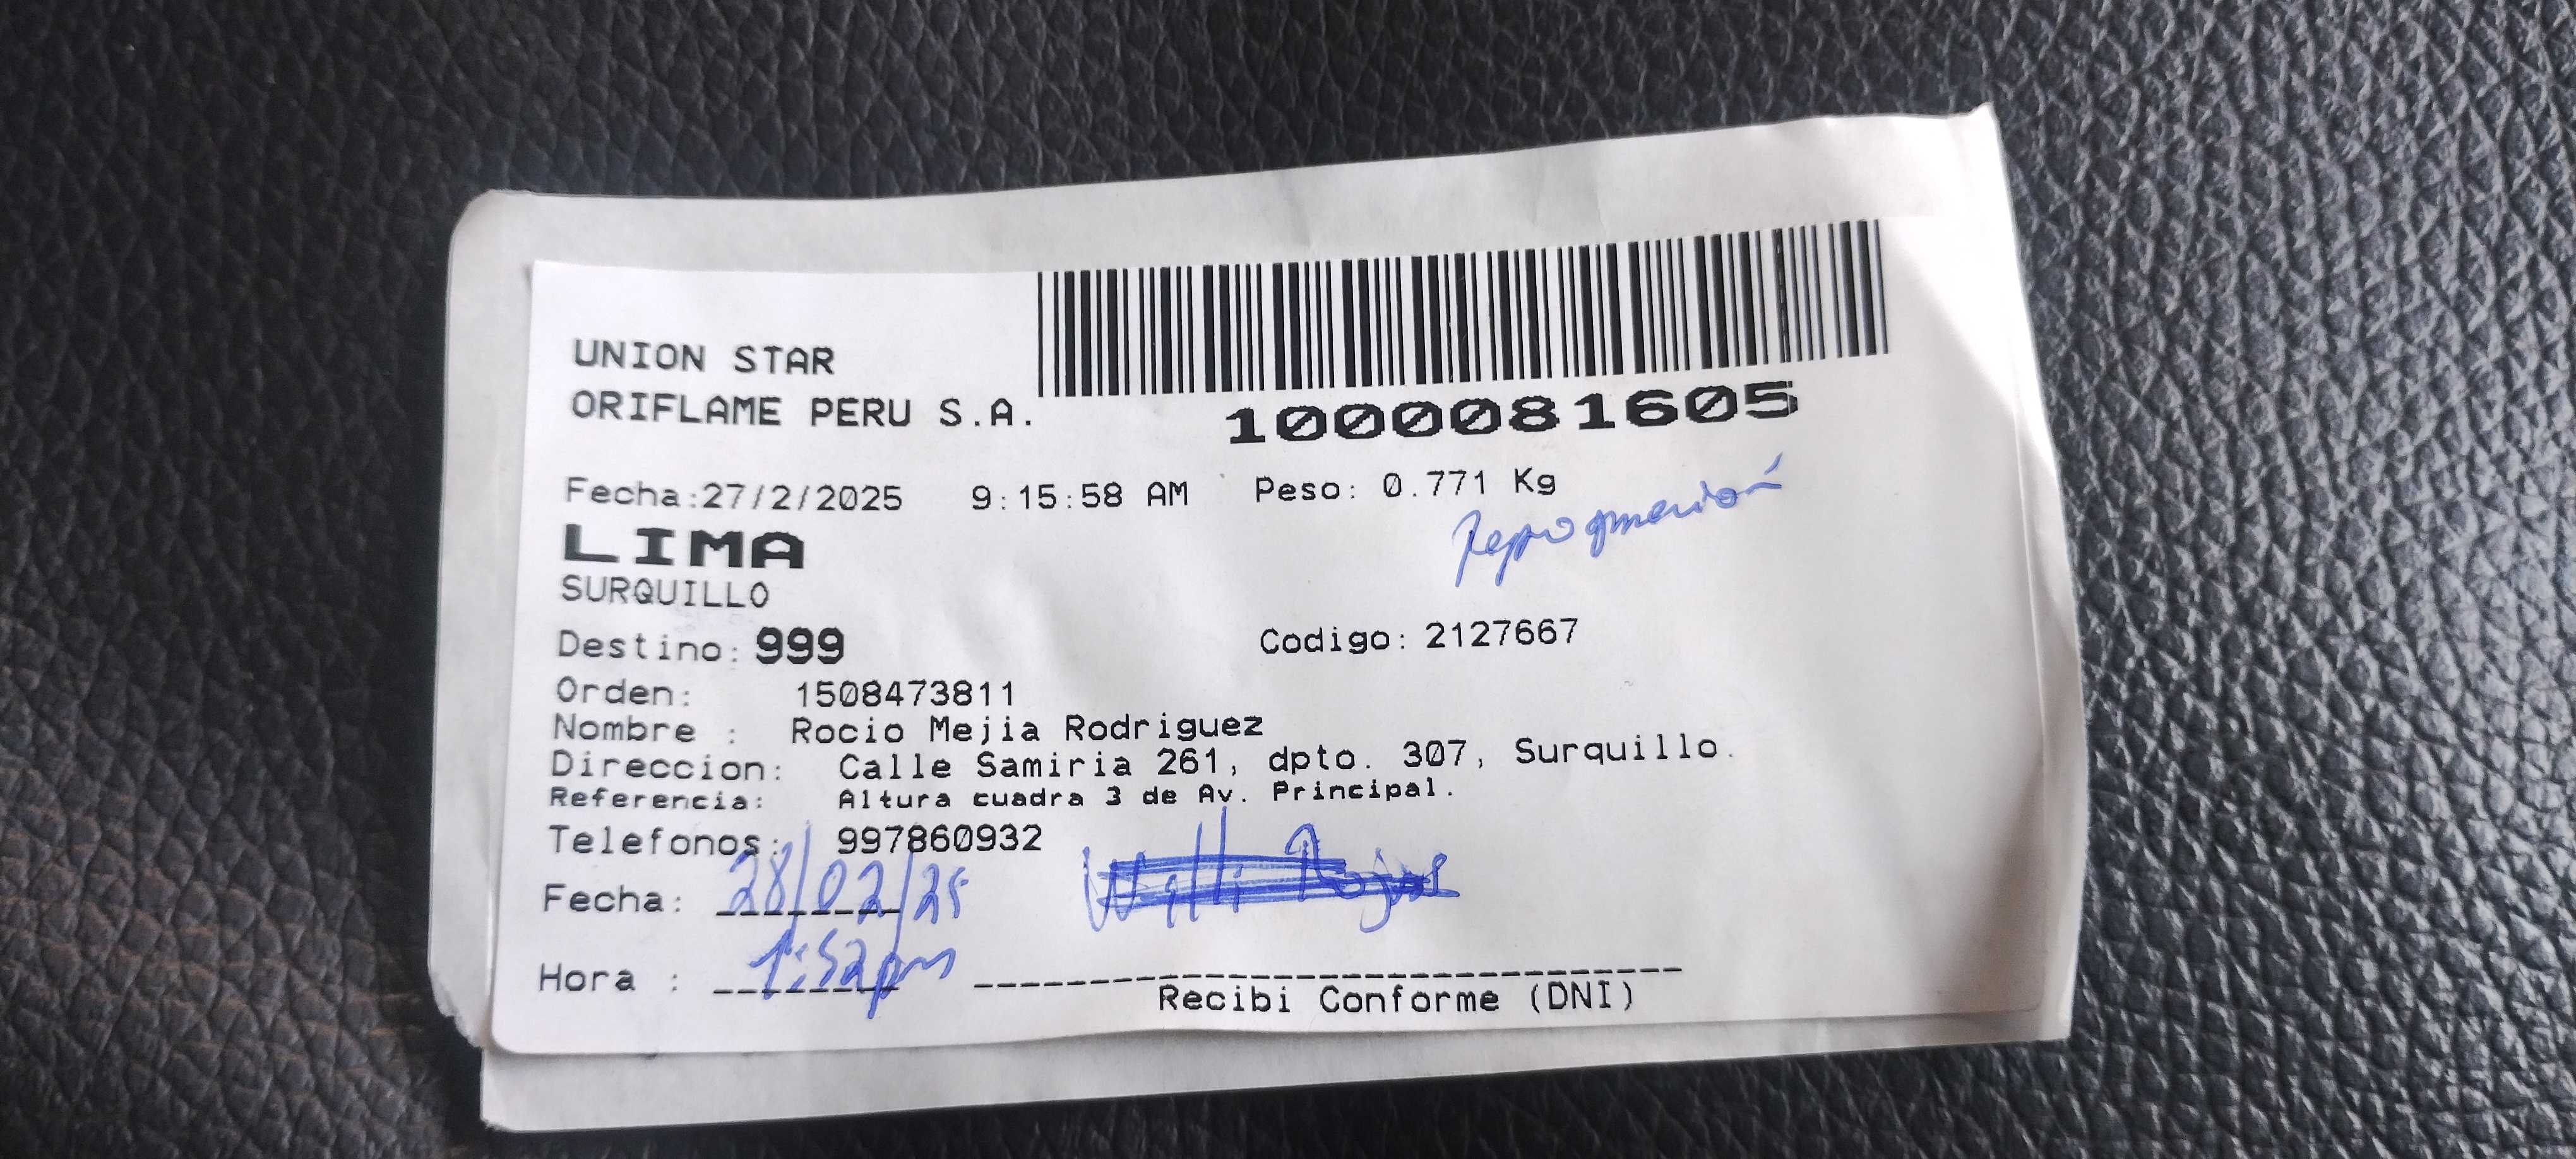 UNION STAR
ORIFLAME PERU S.A.
1000081605
Fecha:27/2/2025 9:15:58 AM Peso: 0.771 Kg
LIMA
SURQUILLO
Destino: 999 Codigo: 2127667
Orden: 1508473811
Nombre : Rocio Mejia Rodriguez
Direccion: Calle Samiria 261, dpto. 307, Surquillo.
Referencia: Altura cuadra 3 de Av. Principal.
Telefonos: 997860932
Fecha: 28/02/25
Hora : 1:52pm
Recibi Conforme (DNI)